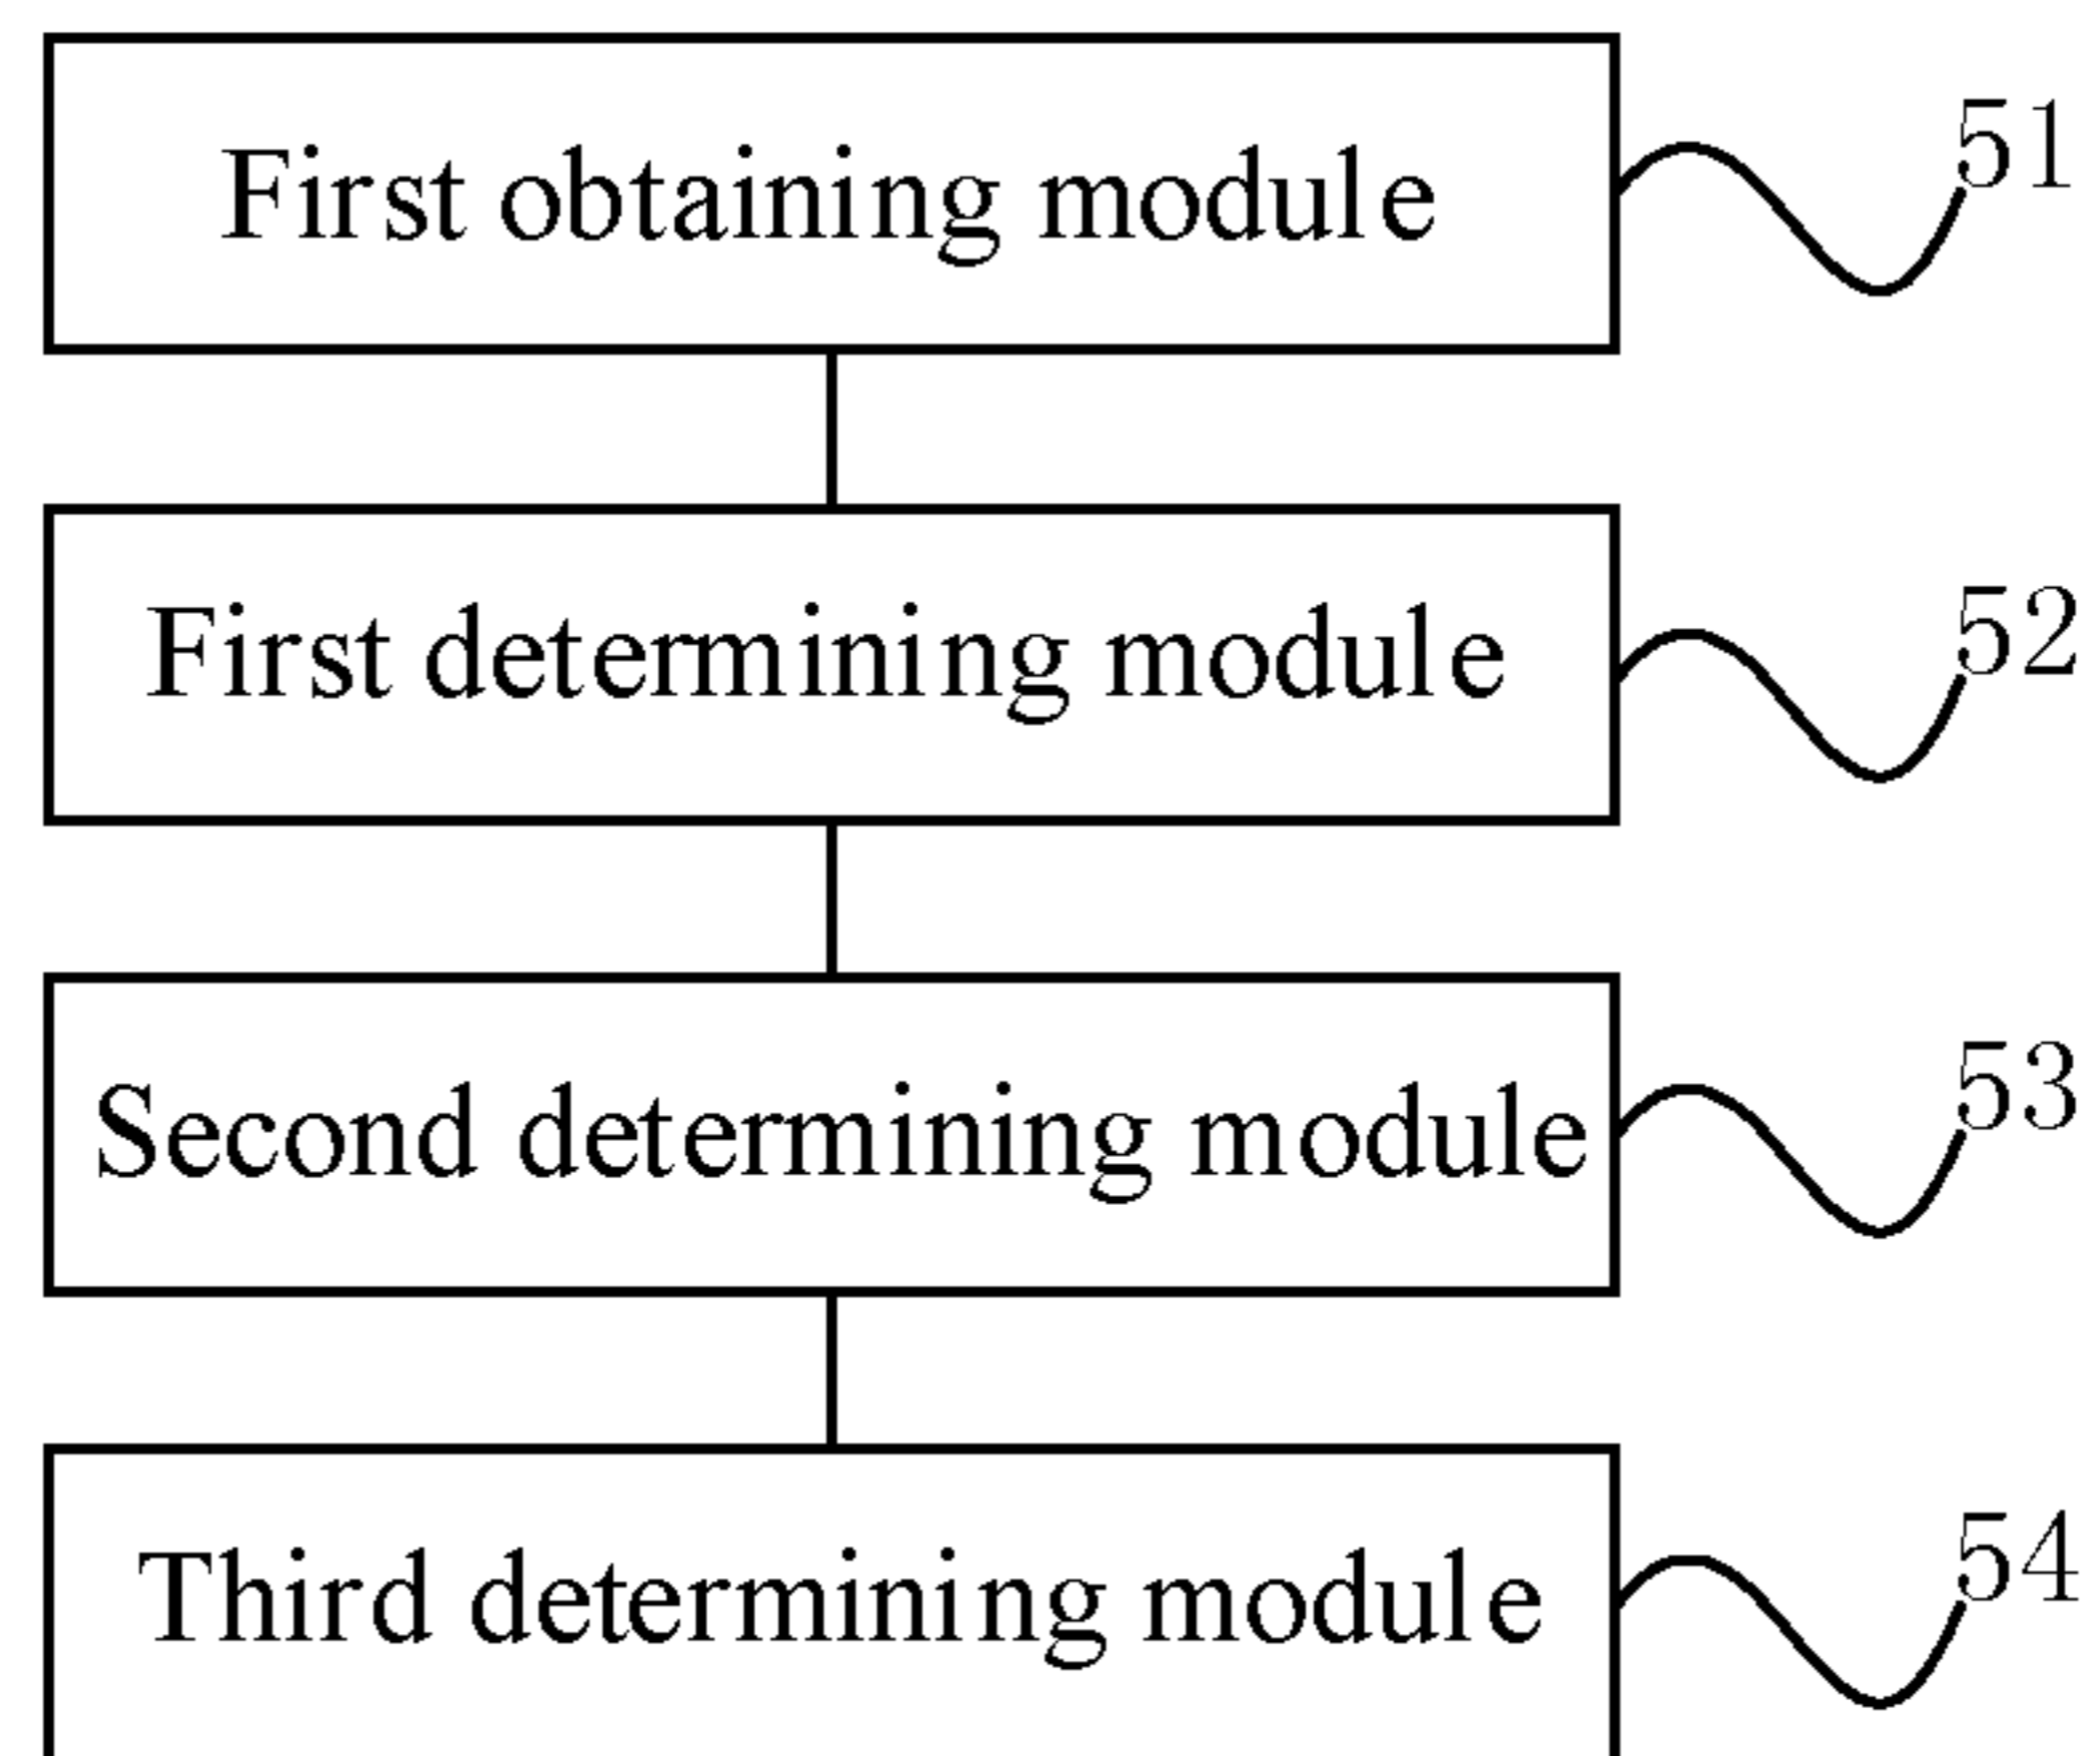 First obtaining module
51
First determining module
52
Second determining module
53
Third determining module
54